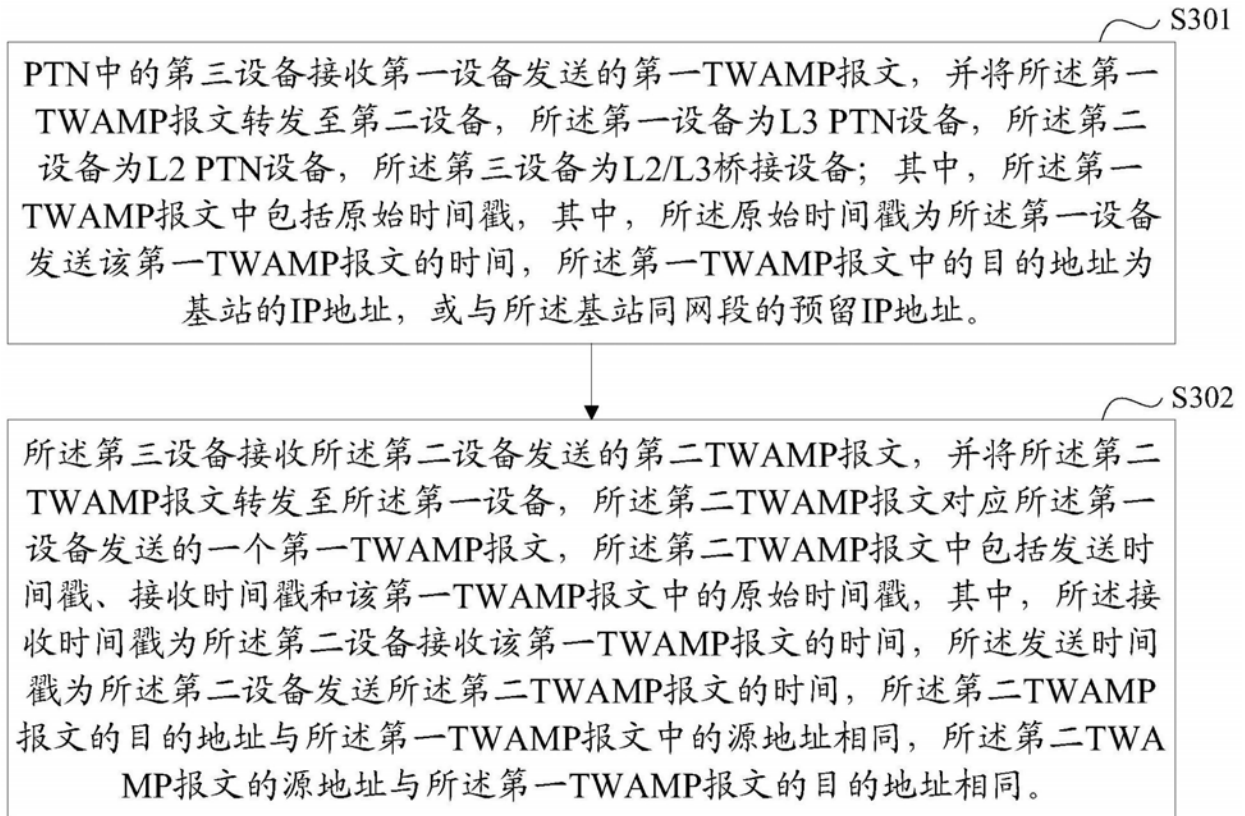 S301
PTN中的第三设备接收第一设备发送的第一TWAMP报文，并将所述第一
TWAMP报文转发至第二设备，所述第一设备为L3 PTN设备，所述第二
设备为L2 PTN设备，所述第三设备为L2/L3桥接设备；其中，所述第一
TWAMP报文中包括原始时间戳，其中，所述原始时间戳为所述第一设备
发送该第一TWAMP报文的时间，所述第一TWAMP报文中的目的地址为
基站的IP地址，或与所述基站同网段的预留IP地址。
S302
所述第三设备接收所述第二设备发送的第二TWAMP报文，并将所述第二
TWAMP报文转发至所述第一设备，所述第二TWAMP报文对应所述第一
设备发送的一个第一TWAMP报文，所述第二TWAMP报文中包括发送时
间戳、接收时间戳和该第一TWAMP报文中的原始时间戳，其中，所述接
收时间戳为所述第二设备接收该第一TWAMP报文的时间，所述发送时间
戳为所述第二设备发送所述第二TWAMP报文的时间，所述第二TWAMP
报文的目的地址与所述第一TWAMP报文中的源地址相同，所述第二TWA
MP报文的源地址与所述第一TWAMP报文的目的地址相同。